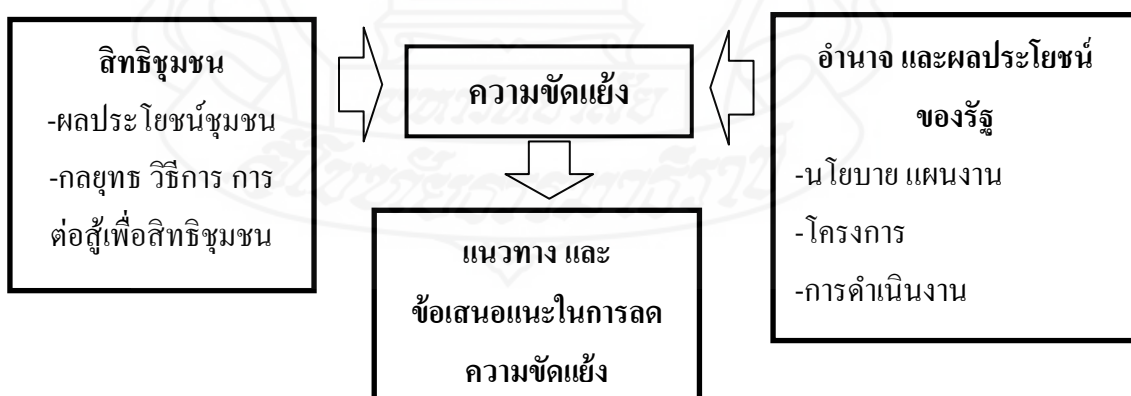 สิทธิชุมชน
-ผลประโยชน์ชุมชน
-กลยุทธ วิธีการ การ
ต่อสู้เพื่อสิทธิชุมชน
ความขัดแย้ง
แนวทาง และ
ข้อเสนอแนะในการลด
ความขัดแย้ง
อำนาจ และผลประโยชน์
ของรัฐ
-นโยบาย แผนงาน
-โครงการ
-การดำเนินงาน